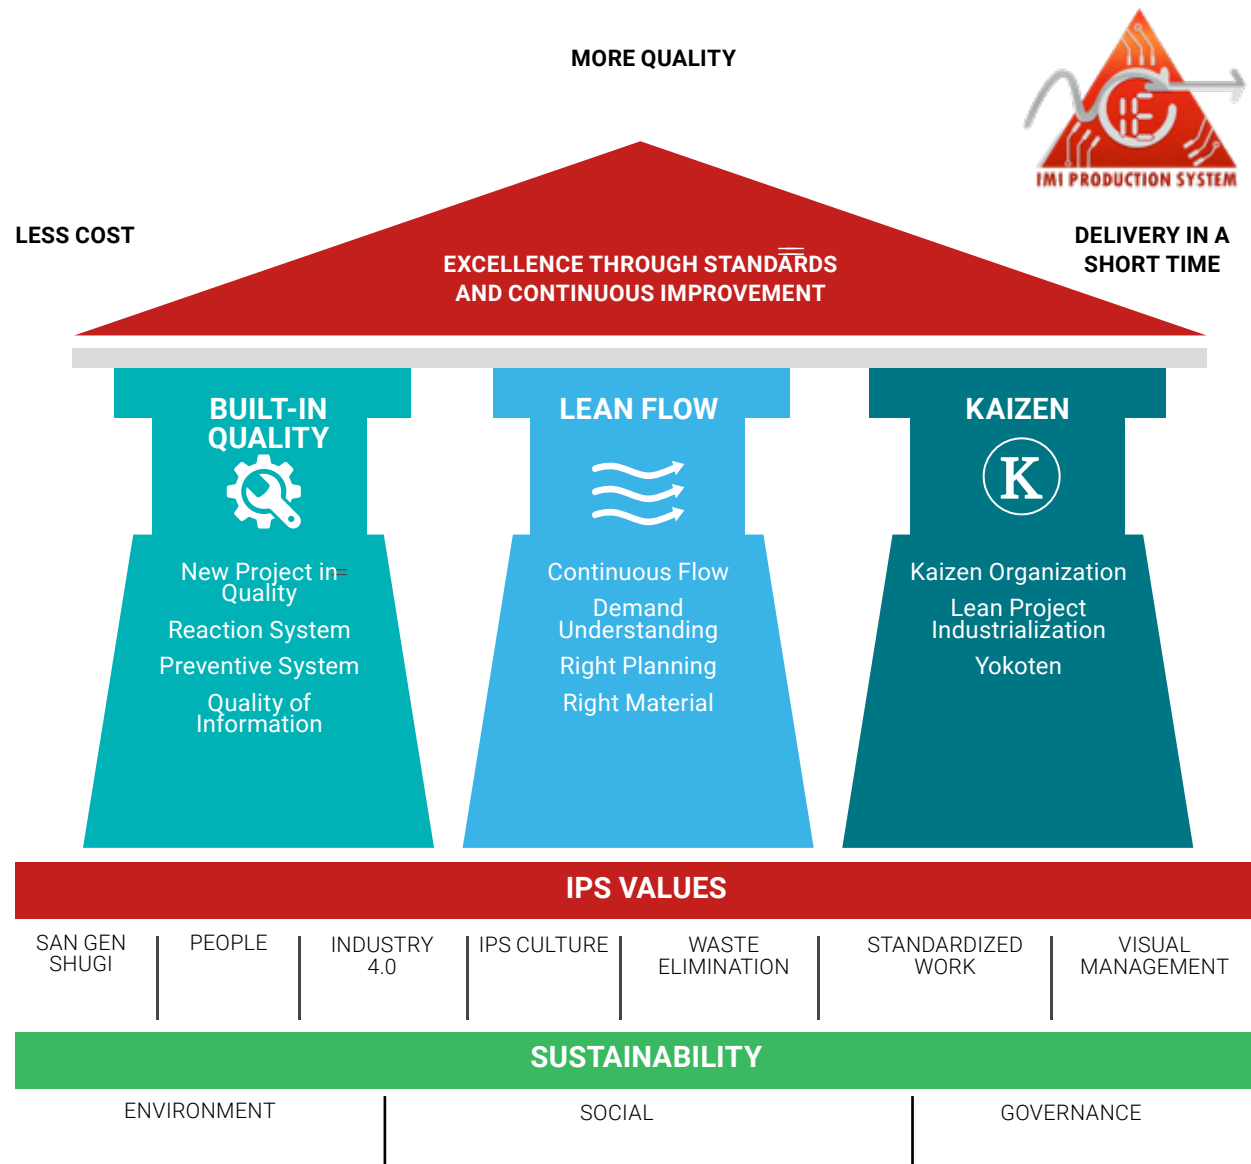 MORE QUALITY
IE
IMI PRODUCTION SYSTEM
LESS COST
DELIVERY IN A
SHORT TIME
EXCELLENCE THROUGH STANDARDS
AND CONTINUOUS IMPROVEMENT
BUILT-IN
QUALITY
New Project in
Quality
Reaction System
Preventive System
Quality of
Information
LEAN FLOW
Continuous Flow
Demand
Understanding
Right Planning
Right Material
KAIZEN
K
Kaizen Organization
Lean Project
Industrialization
Yokoten
IPS VALUES
SAN GEN
SHUGI
PEOPLE
INDUSTRY
4.0
IPS CULTURE
WASTE
ELIMINATION
STANDARDIZED
WORK
VISUAL
MANAGEMENT
SUSTAINABILITY
ENVIRONMENT
SOCIAL
GOVERNANCE